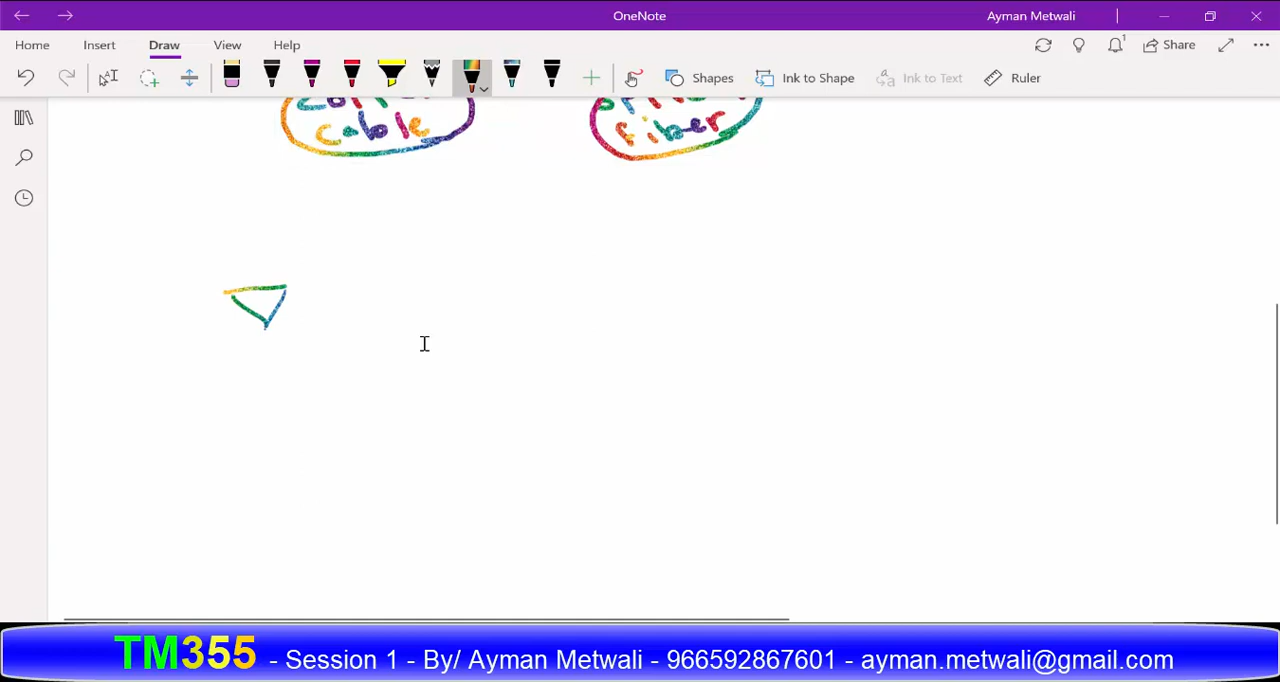 OneNote
Ayman Metwali
Home Insert Draw View Help
Share
Shapes Ink to Shape Ink to Text Ruler
Cable
Fiber
TM355 - Session 1 - By/ Ayman Metwali - 966592867601 - ayman.metwali@gmail.com